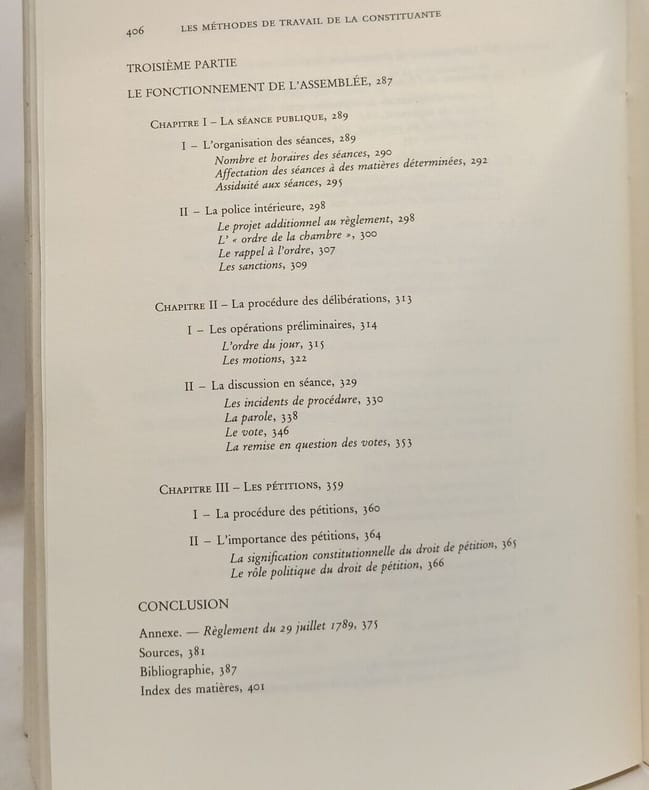 406 LES MÉTHODES DE TRAVAIL DE LA CONSTITUANTE
TROISIÈME PARTIE
LE FONCTIONNEMENT DE L'ASSEMBLÉE, 287
CHAPITRE I – LA SÉANCE PUBLIQUE, 289
I – L'organisation des séances, 289
Nombre et horaires des séances, 290
Affectation des séances à des matières déterminées, 292
Assiduité aux séances, 295
II – La police intérieure, 298
Le projet additionnel au règlement, 298
L' « ordre de la chambre », 300
Le rappel à l'ordre, 307
Les sanctions, 309
CHAPITRE II – La procédure des délibérations, 313
I – Les opérations préliminaires, 314
L'ordre du jour, 315
Les motions, 322
II – La discussion en séance, 329
Les incidents de procédure, 330
La parole, 338
Le vote, 346
La remise en question des votes, 353
CHAPITRE III – LES PÉTITIONS, 359
I – La procédure des pétitions, 360
II – L'importance des pétitions, 364
La signification constitutionnelle du droit de pétition, 365
Le rôle politique du droit de pétition, 366
CONCLUSION
Annexe. — Règlement du 29 juillet 1789, 375
Sources, 381
Bibliographie, 387
Index des matières, 401